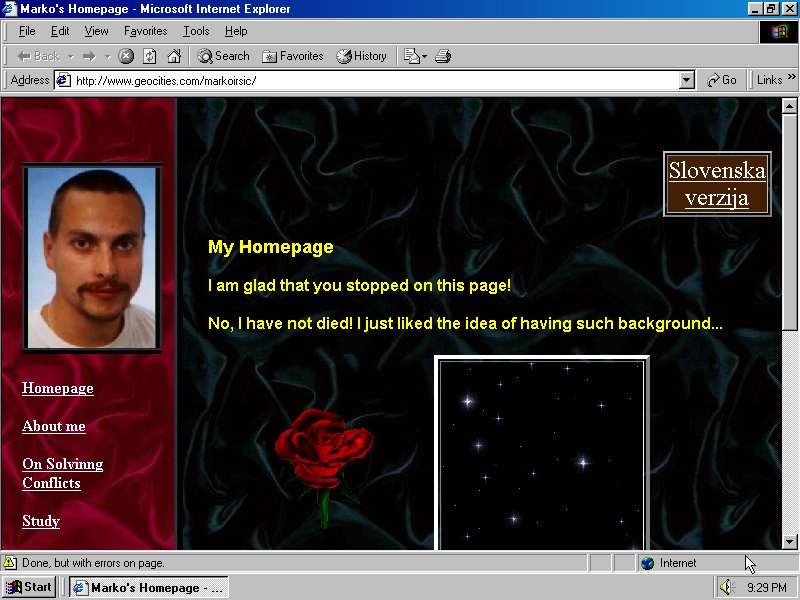 Marko's Homepage - Microsoft Internet Explorer
File Edit View Favorites Tools Help
Back Search Favorites History
Address http://www.geocities.com/markoirsic/ Go Links »
Slovenska
verzija
My Homepage
I am glad that you stopped on this page!
No, I have not died! I just liked the idea of having such background...
Homepage
About me
On Solvinng
Conflicts
Study
Done, but with errors on page. Internet
Start Marko's Homepage - ... 9:29 PM